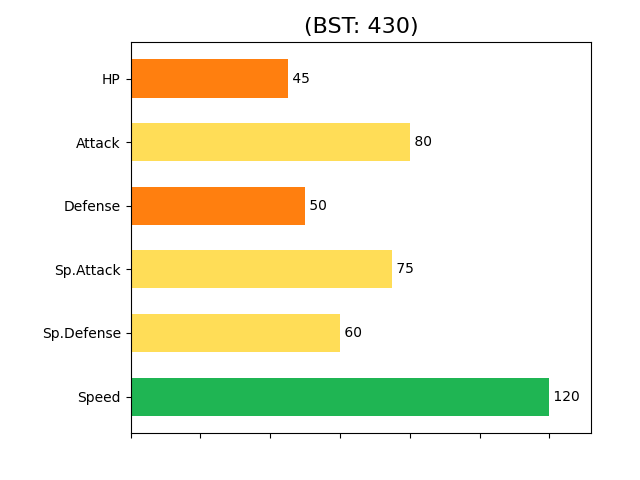 (BST: 430)
HP 45
Attack 80
Defense 50
Sp.Attack 75
Sp.Defense 60
Speed 120